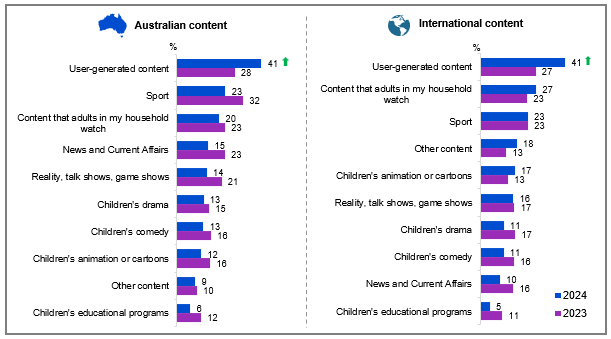 Australian content
%
User-generated content 41 28
Sport 23 32
Content that adults in my household
watch 20 23
News and Current Affairs 15 23
Reality, talk shows, game shows 14 21
Children's drama 13 15
Children's comedy 13 16
Children's animation or cartoons 12 16
Other content 9 10
Children's educational programs 6 12
International content
%
User-generated content 41 27
Content that adults in my household
watch 27 23
Sport 23 23
Other content 18 13
Children's animation or cartoons 17 13
Reality, talk shows, game shows 16 17
Children's drama 11 17
Children's comedy 11 16
News and Current Affairs 10 16
Children's educational programs 5 11
2024
2023